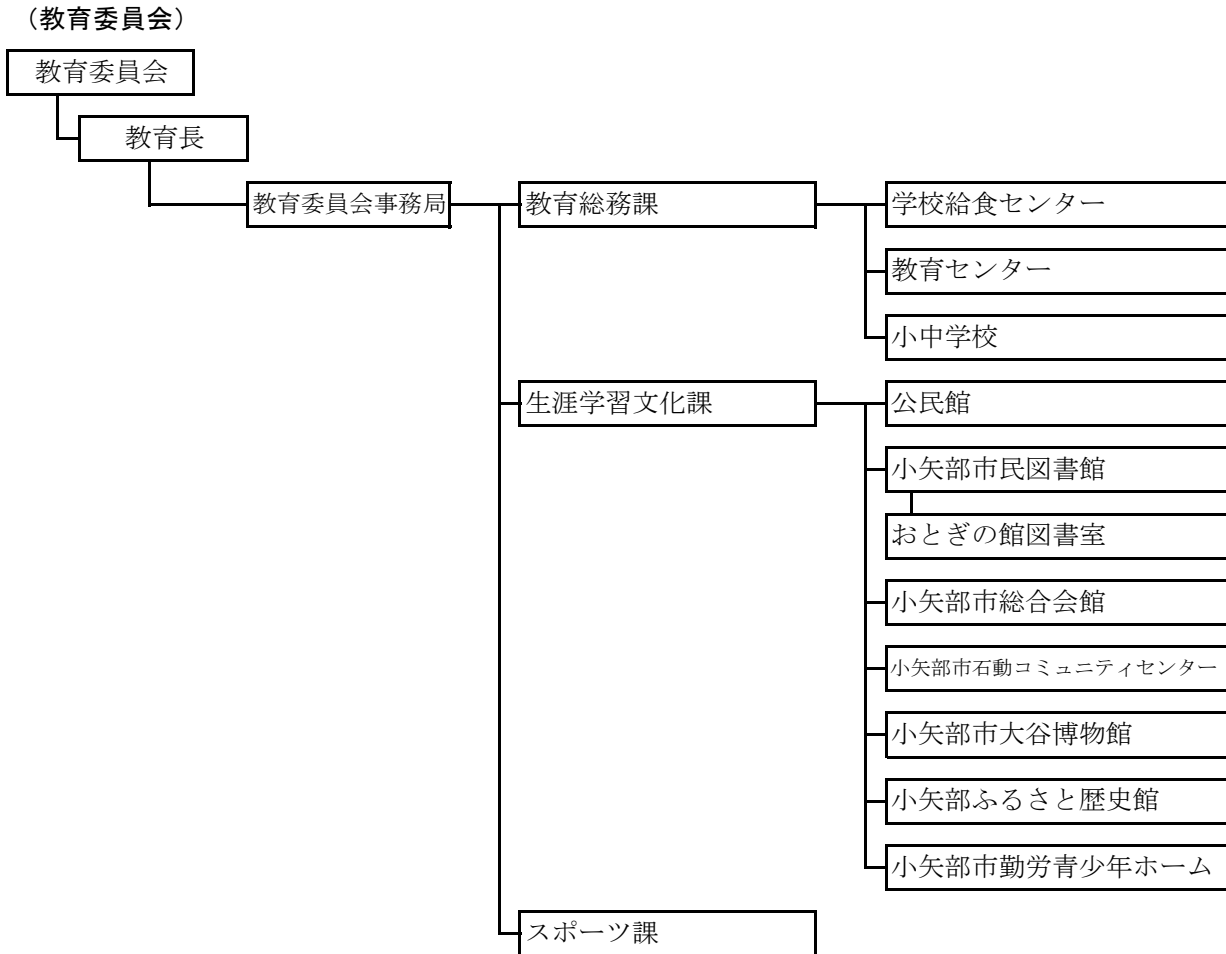 （教育委員会）
教育委員会
教育長
教育委員会事務局
教育総務課
学校給食センター
教育センター
小中学校
生涯学習文化課
公民館
小矢部市民図書館
おとぎの館図書室
小矢部市総合会館
小矢部市石動コミュニティセンター
小矢部市大谷博物館
小矢部ふるさと歴史館
小矢部市勤労青少年ホーム
スポーツ課